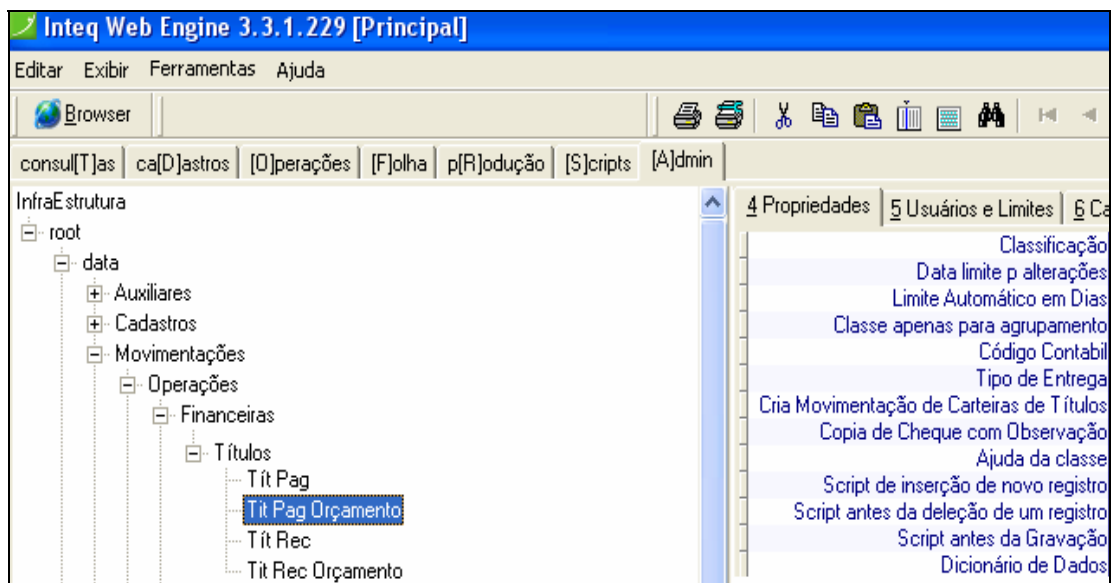 Inteq Web Engine 3.3.1.229 [Principal]
Editar Exibir Ferramentas Ajuda
Browser
consul[T]as ca[D]astros [O]perações [F]olha p[R]odução [S]cripts [A]dmin
InfraEstrutura
root
data
Auxiliares
Cadastros
Movimentações
Operações
Financeiras
Títulos
Tít Pag
Tit Pag Orçamento
Tít Rec
Tit Rec Orçamento
4 Propriedades 5 Usuários e Limites 6 Ca
Classificação
Data limite p alterações
Limite Automático em Dias
Classe apenas para agrupamento
Código Contabil
Tipo de Entrega
Cria Movimentação de Carteiras de Títulos
Copia de Cheque com Observação
Ajuda da classe
Script de inserção de novo registro
Script antes da deleção de um registro
Script antes da Gravação
Dicionário de Dados